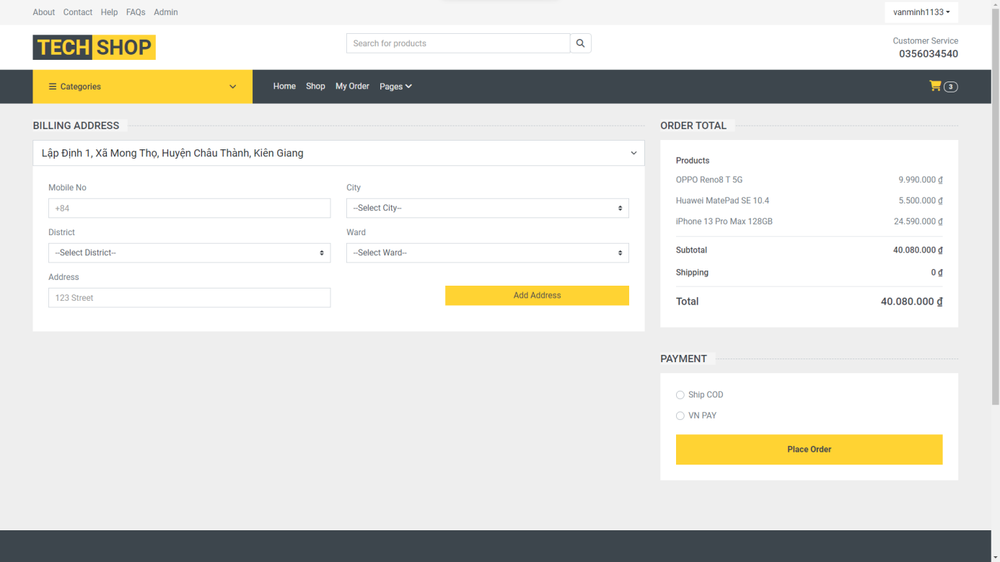 About Contact Help FAQs Admin
vanminh1133
TECH SHOP
Search for products
Customer Service
0356034540
Categories
Home Shop My Order Pages
3
BILLING ADDRESS
Lập Định 1, Xã Mong Thọ, Huyện Châu Thành, Kiên Giang
Mobile No
City
+84
--Select City--
District
Ward
--Select District--
--Select Ward--
Address
123 Street
Add Address
ORDER TOTAL
Products
OPPO Reno8 T 5G 9.990.000 ₫
Huawei MatePad SE 10.4 5.500.000 ₫
iPhone 13 Pro Max 128GB 24.590.000 ₫
Subtotal 40.080.000 ₫
Shipping 0 ₫
Total 40.080.000 ₫
PAYMENT
Ship COD
VN PAY
Place Order